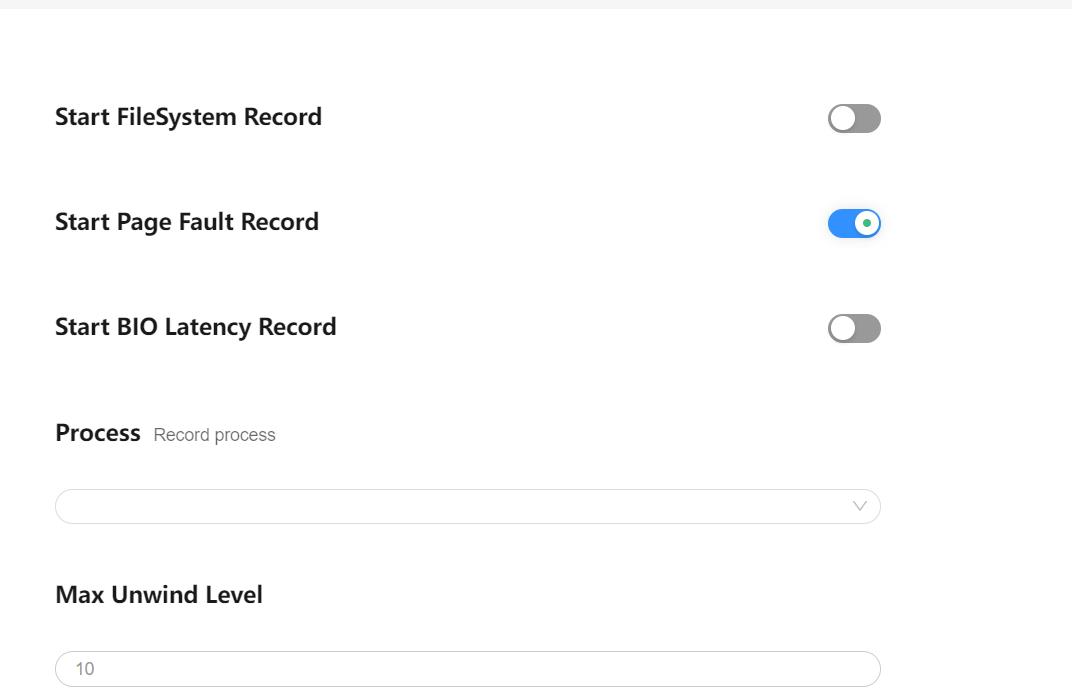 Start FileSystem Record
Start Page Fault Record
Start BIO Latency Record
Process Record process
Max Unwind Level
10